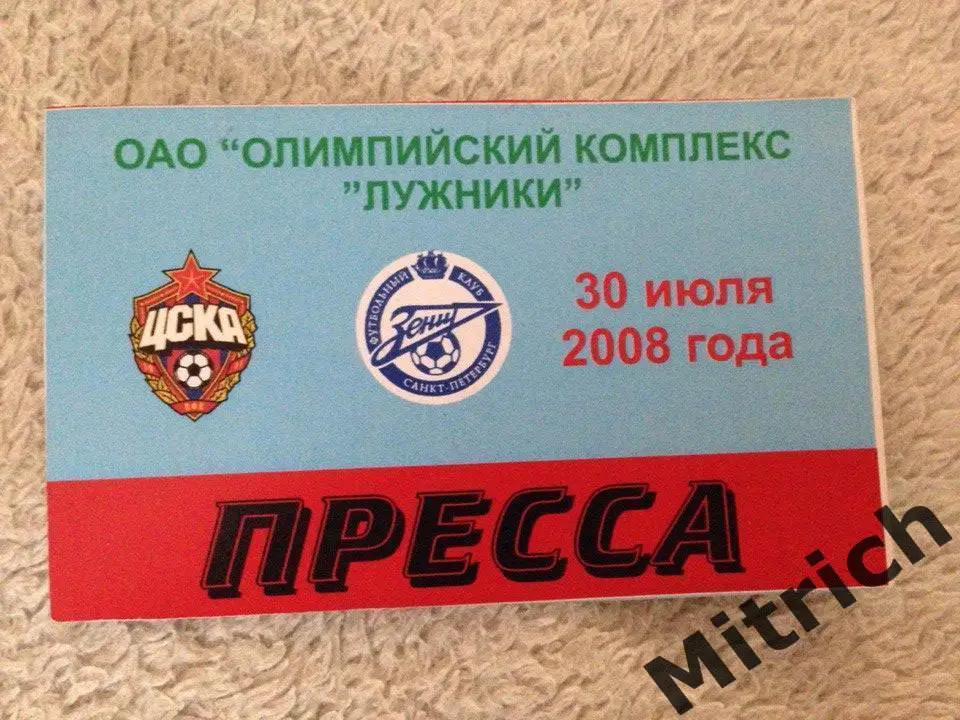 ОАО “ОЛИМПИЙСКИЙ КОМПЛЕКС
”ЛУЖНИКИ”
ЦСКА
ФУТБОЛЬНЫЙ КЛУБ
Зенит
САНКТ-ПЕТЕРБУРГ
30 июля
2008 года
ПРЕССА
Mitrich